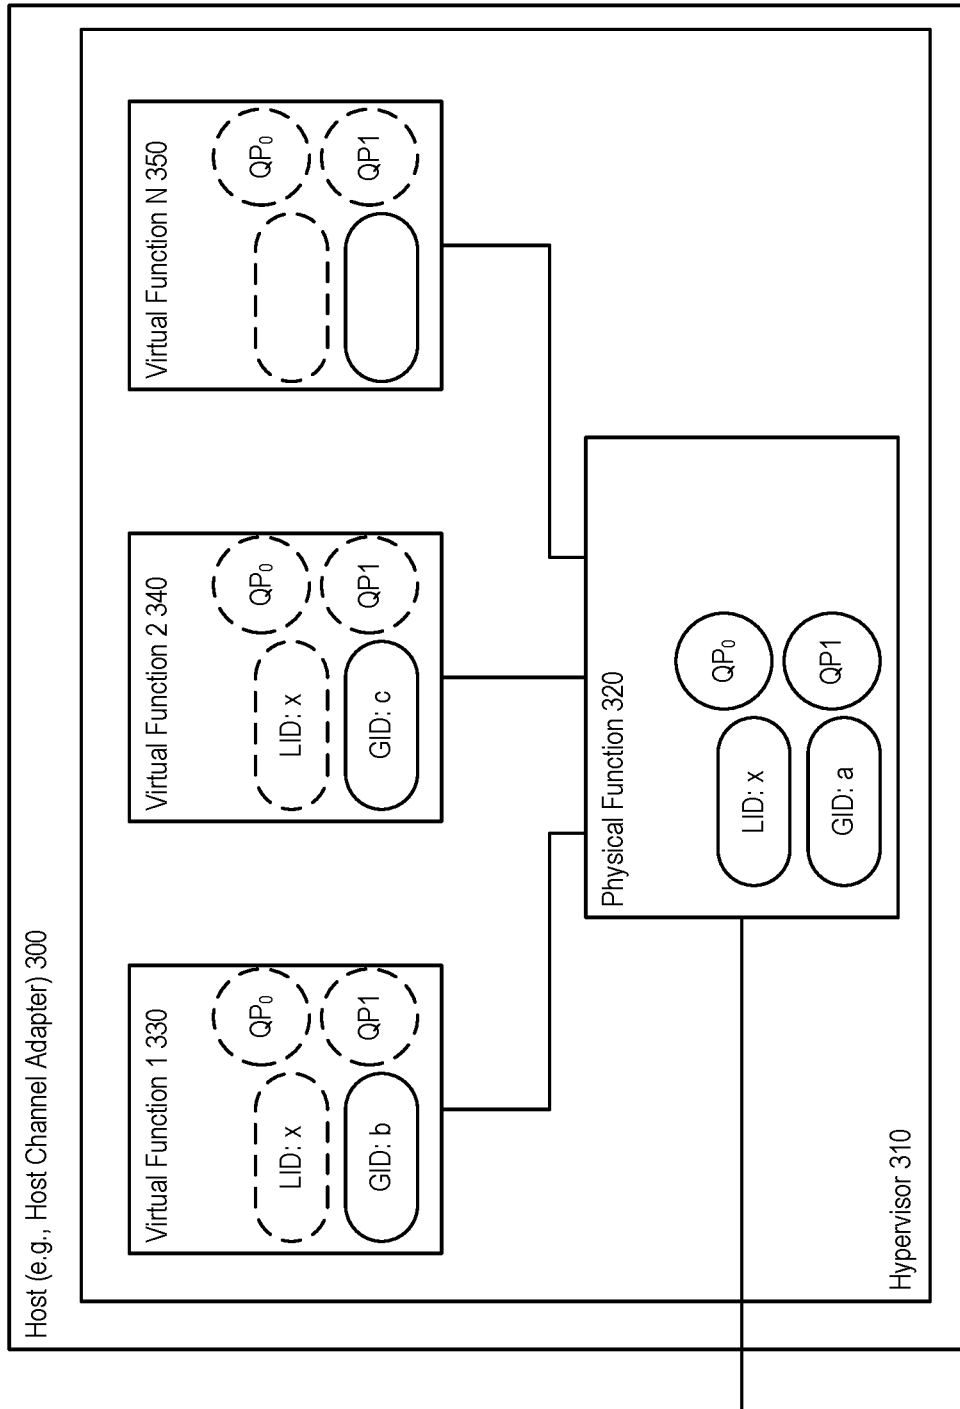 Host (e.g., Host Channel Adapter) 300
Virtual Function 1 330
QP0
LID: x
QP1
GID: b
Virtual Function 2 340
QP0
LID: x
QP1
GID: c
Virtual Function N 350
QP0
QP1
Physical Function 320
QP0
LID: x
QP1
GID: a
Hypervisor 310